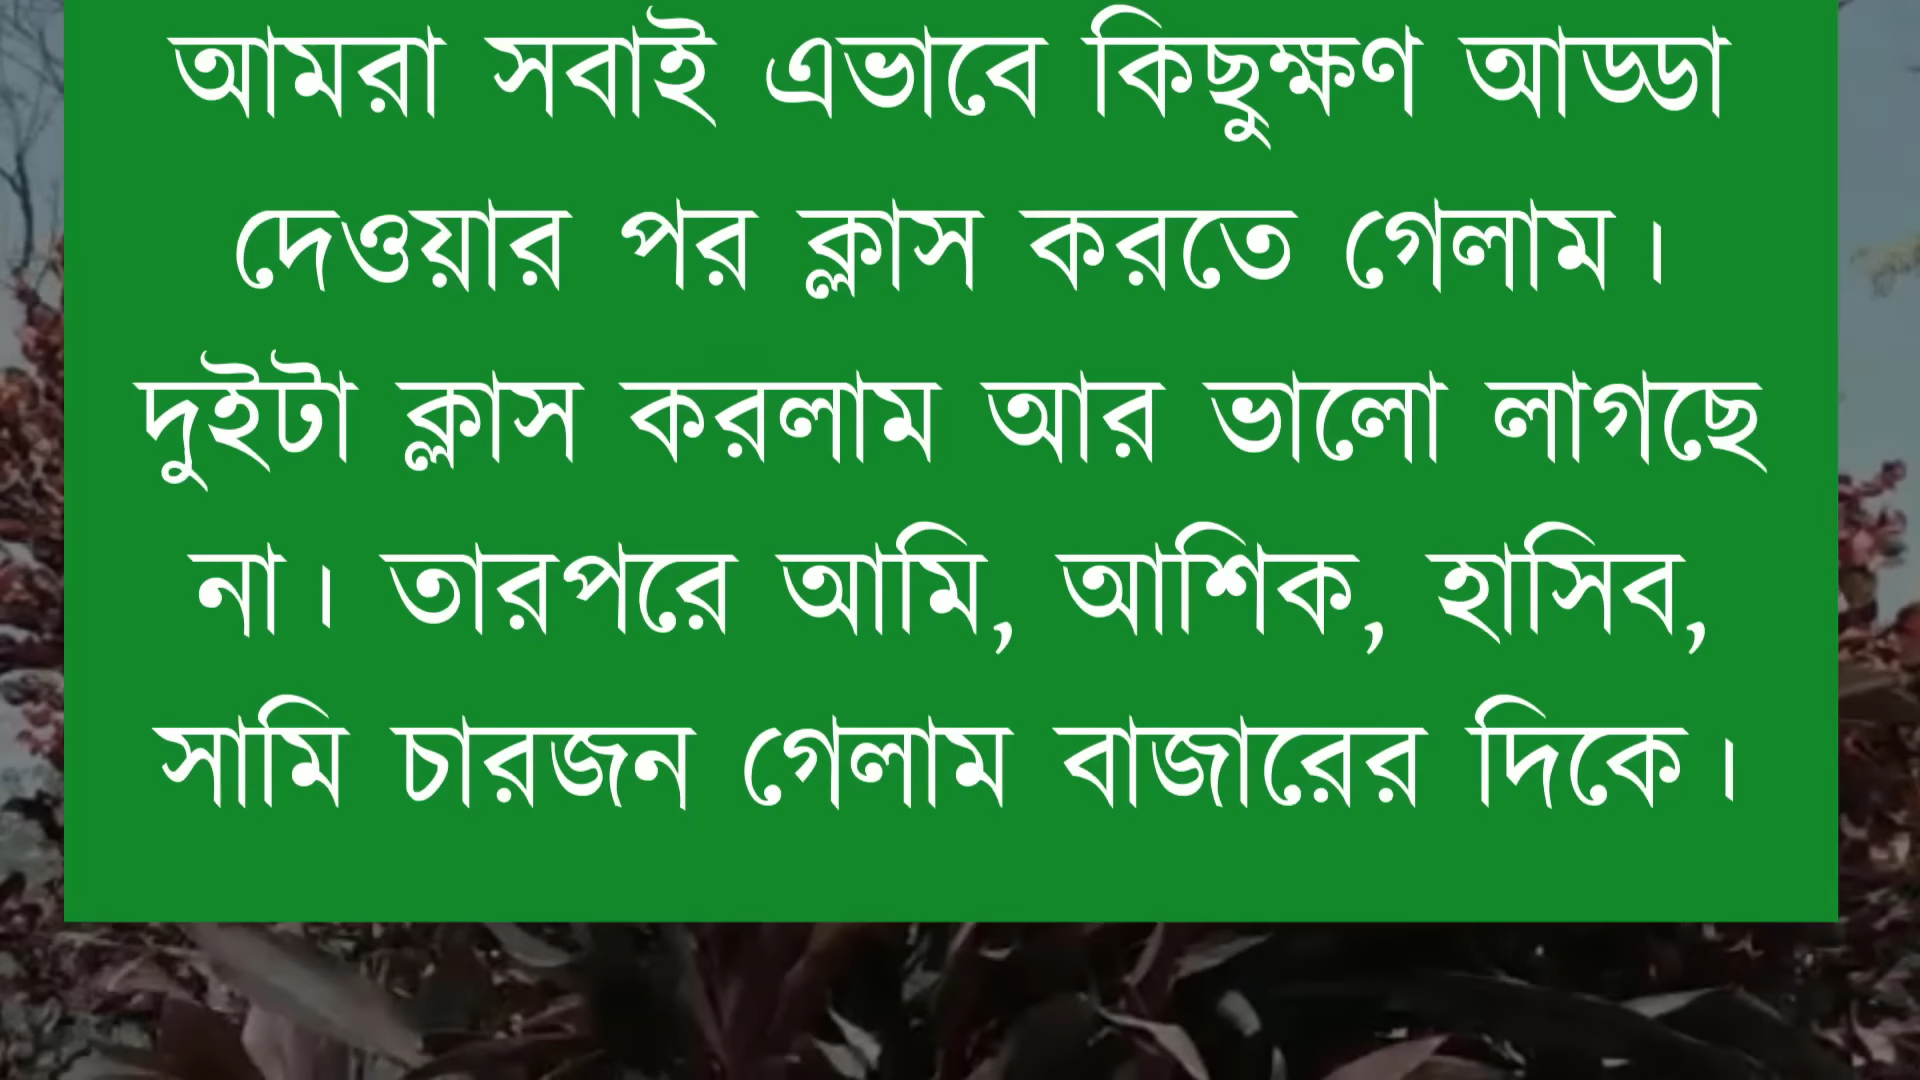 আমরা সবাই এভাবে কিছুক্ষণ আড্ডা
দেওয়ার পর ক্লাস করতে গেলাম।
দুইটা ক্লাস করলাম আর ভালো লাগছে
না। তারপরে আমি, আশিক, হাসিব,
সামি চারজন গেলাম বাজারের দিকে।